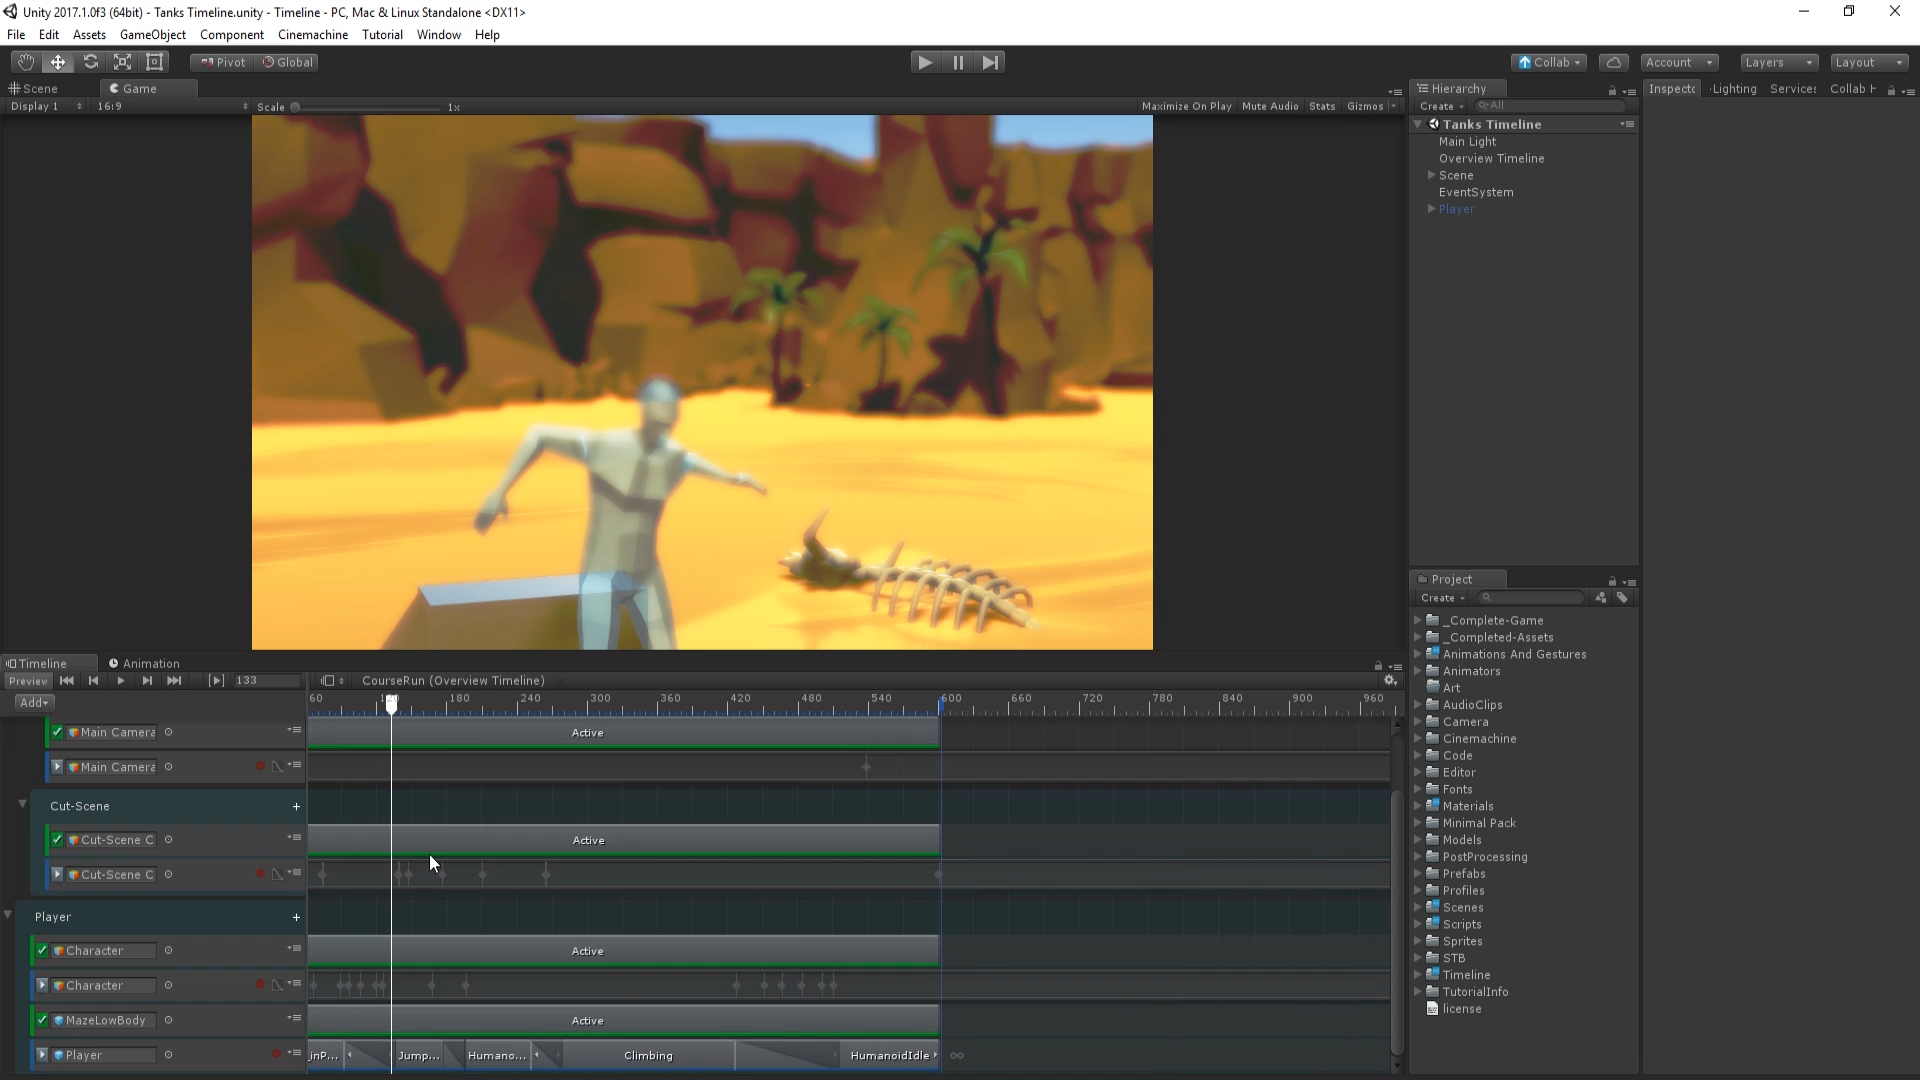 Unity 2017.1.0f3 (64bit) - Tanks Timeline.unity - Timeline - PC, Mac & Linux Standalone <DX11>
File Edit Assets GameObject Component Cinemachine Tutorial Window Help
Pivot Global Collab Account Layers Layout
Scene Game
Display 1 16:9 Scale 1x Maximize On Play Mute Audio Stats Gizmos
Hierarchy
Create All
Tanks Timeline
Main Light
Overview Timeline
Scene
EventSystem
Player
Inspecto Lighting Services Collab H
Project
Create
_Complete-Game
_Completed-Assets
Animations And Gestures
Animators
Art
AudioClips
Camera
Cinemachine
Code
Editor
Fonts
Materials
Minimal Pack
Models
PostProcessing
Prefabs
Profiles
Scenes
Scripts
Sprites
STB
Timeline
TutorialInfo
license
Timeline Animation
Preview 133 CourseRun (Overview Timeline)
Add
60 180 240 300 360 420 480 540 600 660 720 780 840 900 960
Main Camera Active
Main Camera
Cut-Scene
Cut-Scene C Active
Cut-Scene C
Player
Character Active
Character
MazeLowBody Active
Player inP... Jump... Humano... Climbing HumanoidIdle